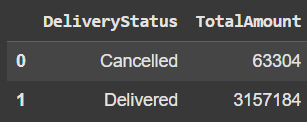 DeliveryStatus TotalAmount
0 Cancelled 63304
1 Delivered 3157184